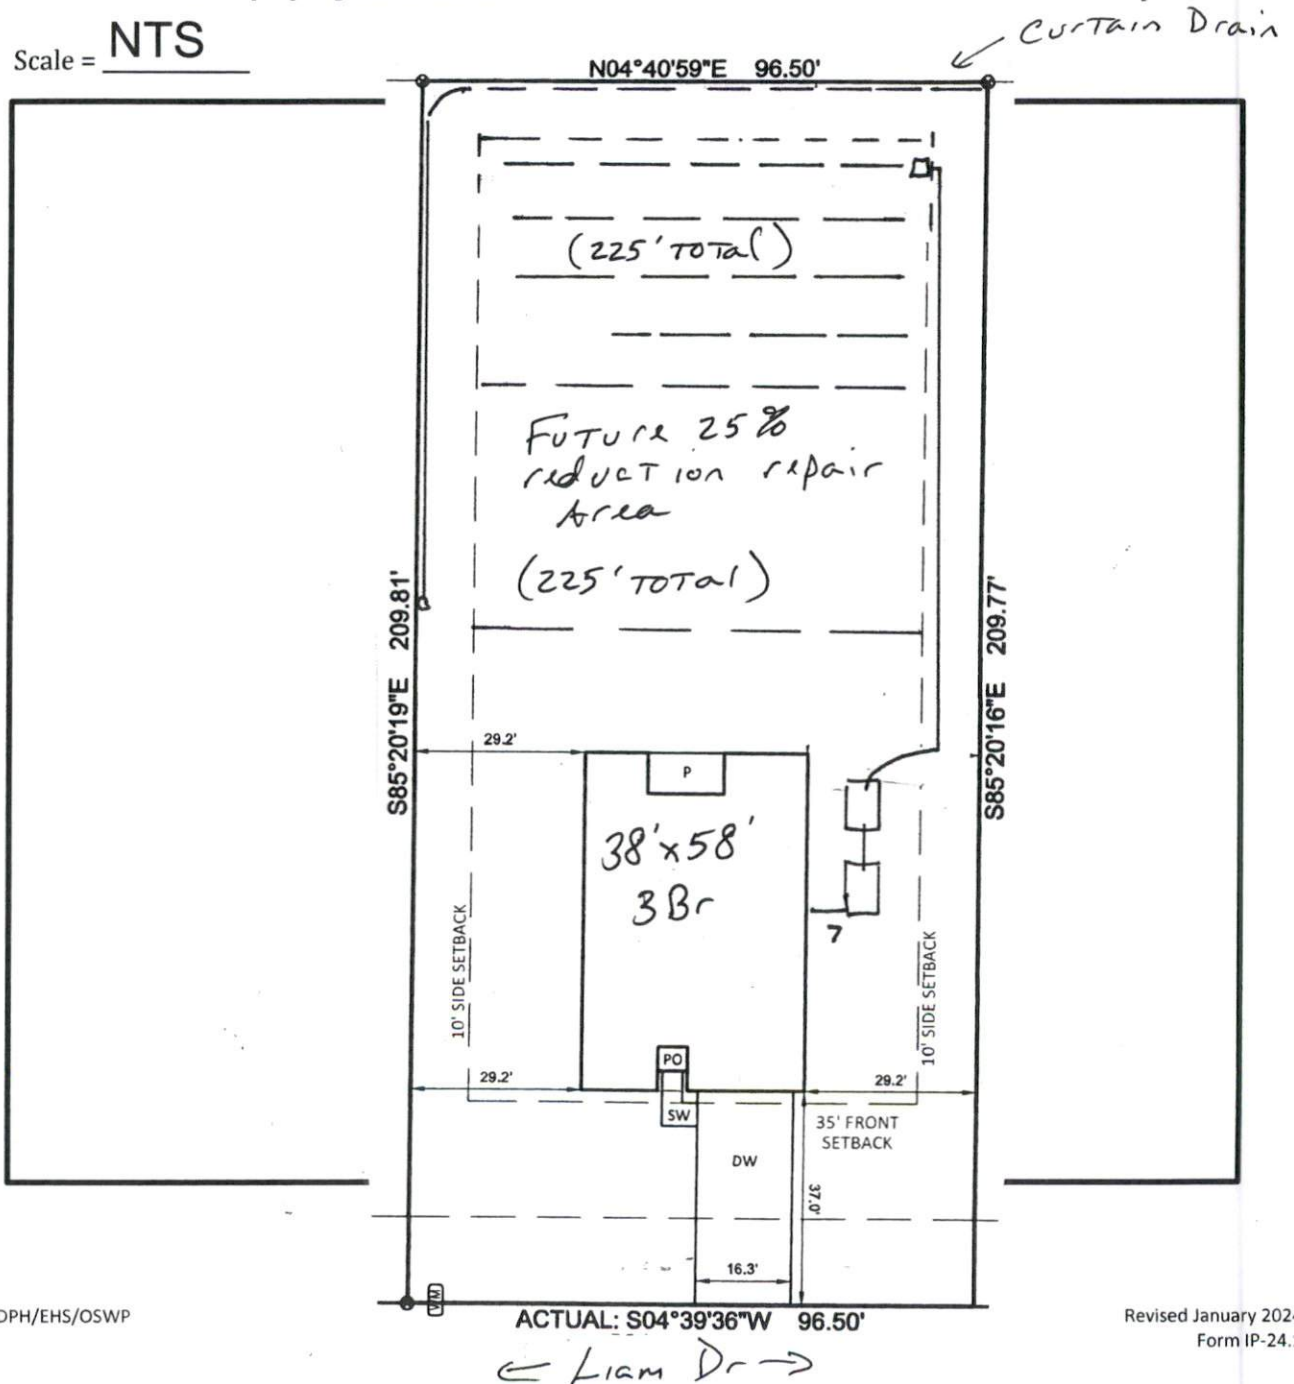 Curtain Drain
Scale = NTS
N04°40'59"E 96.50'
(225' Total)
Future 25%
reduction repair
Area
(225' Total)
S85°20'19"E 209.81'
S85°20'16"E 209.77'
29.2'
P
38'x58'
3 Br
7
10' SIDE SETBACK
10' SIDE SETBACK
PO
29.2'
29.2'
SW
35' FRONT
SETBACK
DW
37.0'
16.3'
WM
DPH/EHS/OSWP
ACTUAL: S04°39'36"W 96.50'
Revised January 2024
Form IP-24.
← Liam Dr →